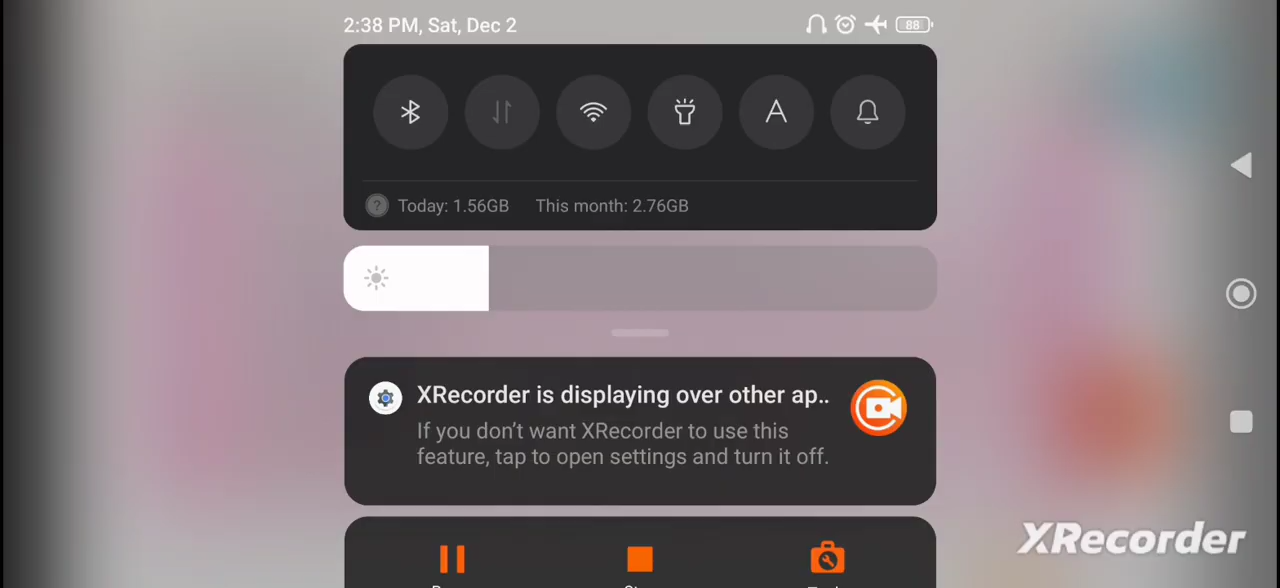 2:38 PM, Sat, Dec 2
88
A
? Today: 1.56GB This month: 2.76GB
XRecorder is displaying over other ap..
If you don't want XRecorder to use this
feature, tap to open settings and turn it off.
XRecorder